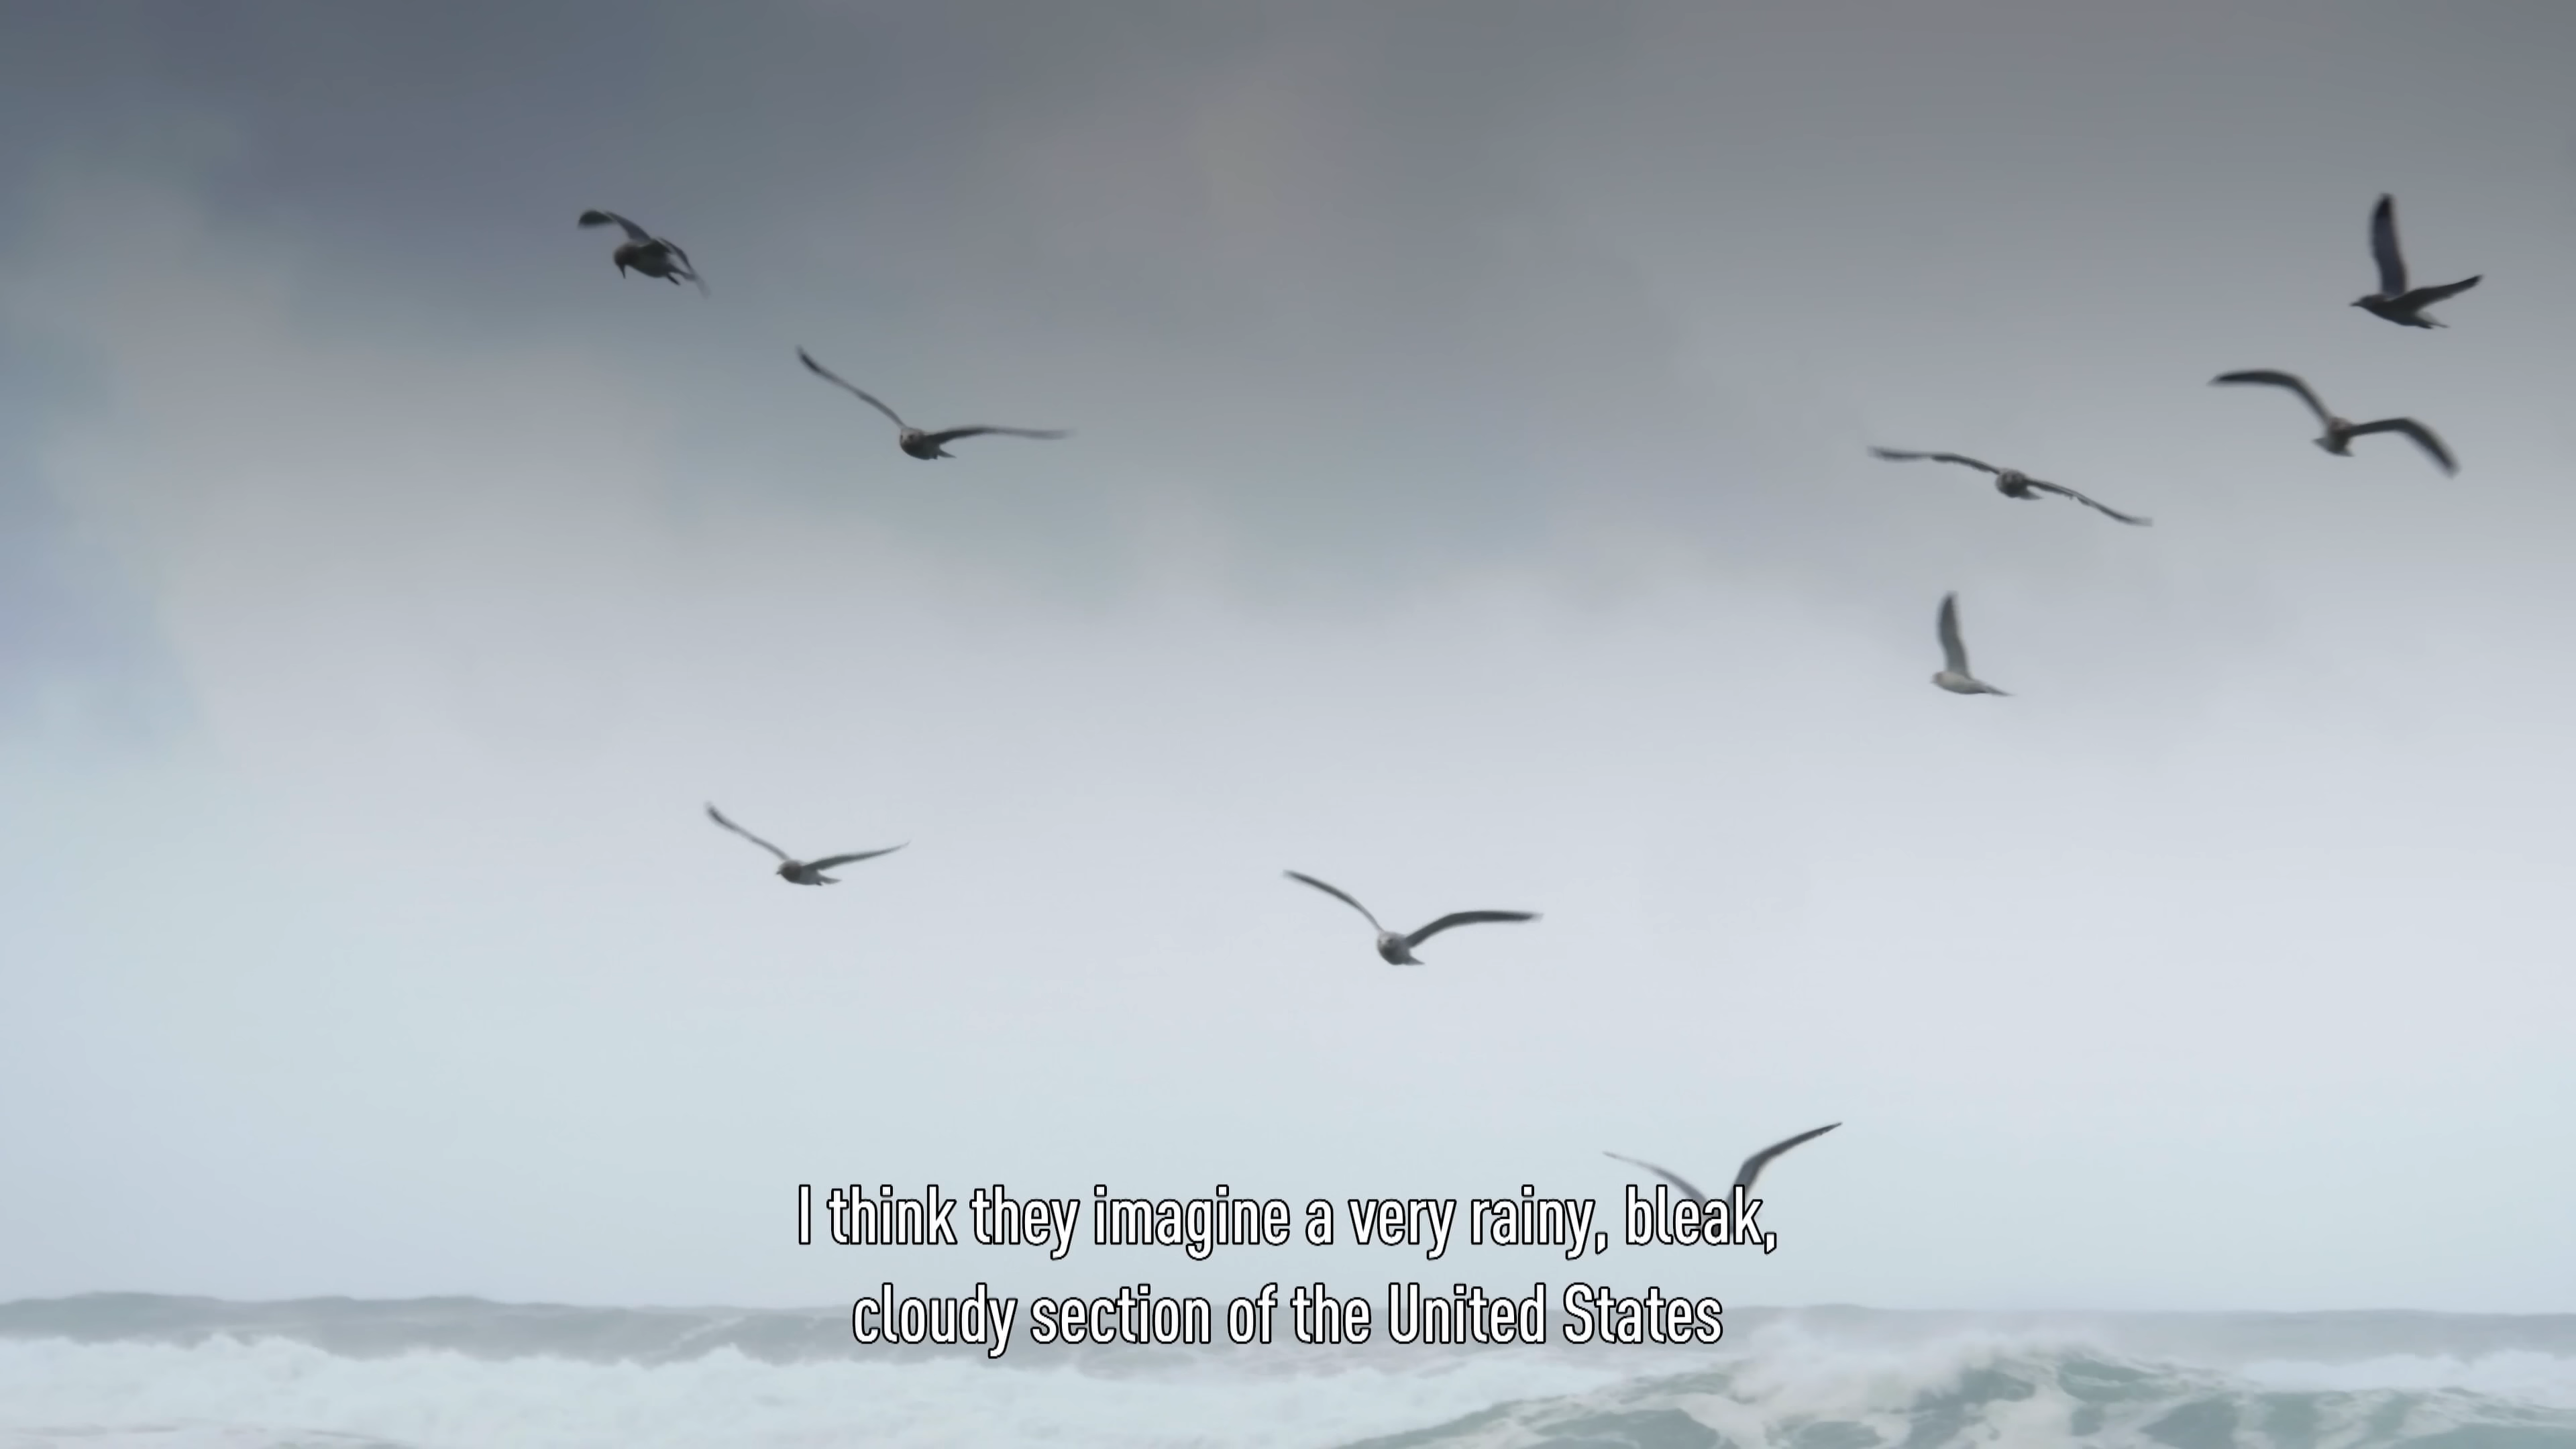 I think they imagine a very rainy, bleak,
cloudy section of the United States